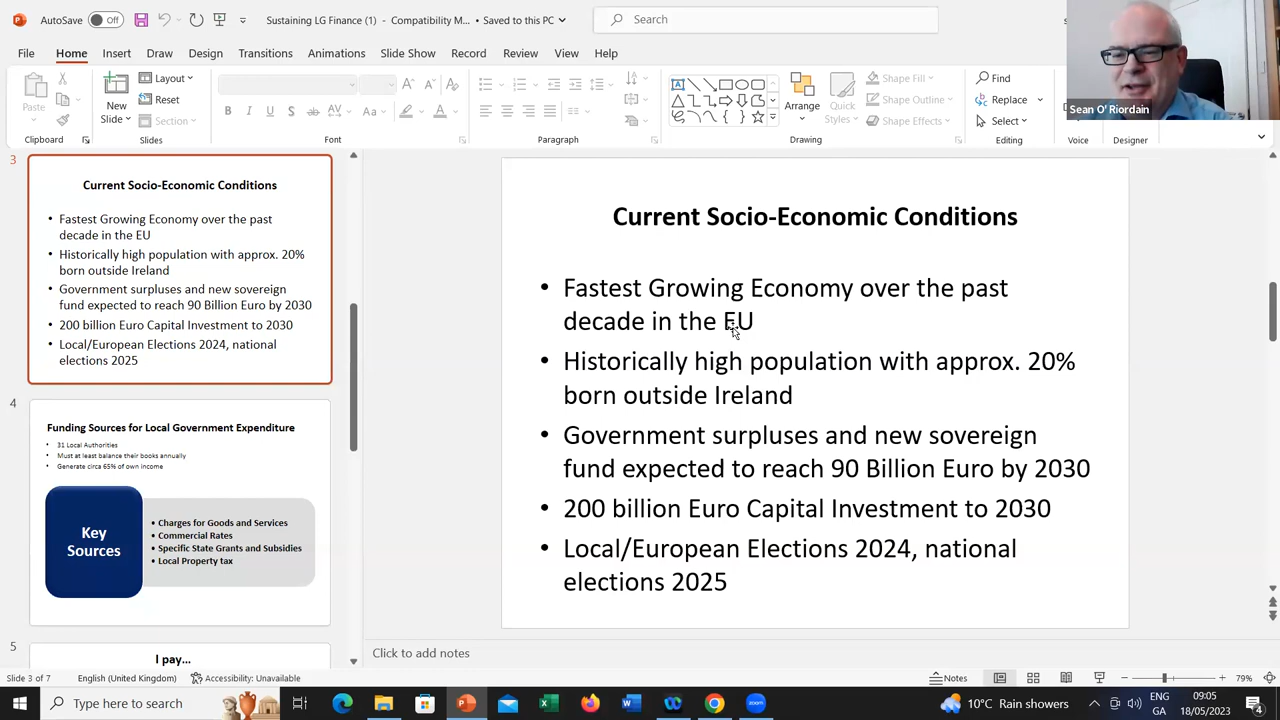 AutoSave
Off
Sustaining LG Finance (1) - Compatibility M... • Saved to this PC
Search
File
Home
Insert
Draw
Design
Transitions
Animations
Slide Show
Record
Review
View
Help
Paste
New
Slide
Layout
Reset
Section
B I U S ab AV Aa A
Arrange
Quick
Styles
Shape Fill
Shape Outline
Shape Effects
Find
Replace
Select
Sean O' Riordain
Clipboard
Slides
Font
Paragraph
Drawing
Editing
Voice
Designer
3
Current Socio-Economic Conditions
• Fastest Growing Economy over the past
decade in the EU
• Historically high population with approx. 20%
born outside Ireland
• Government surpluses and new sovereign
fund expected to reach 90 Billion Euro by 2030
• 200 billion Euro Capital Investment to 2030
• Local/European Elections 2024, national
elections 2025
4
Funding Sources for Local Government Expenditure
• 31 Local Authorities
• Must at least balance their books annually
• Generate circa 65% of own income
Key
Sources
• Charges for Goods and Services
• Commercial Rates
• Specific State Grants and Subsidies
• Local Property tax
5
I pay...
Current Socio-Economic Conditions
• Fastest Growing Economy over the past
decade in the EU
• Historically high population with approx. 20%
born outside Ireland
• Government surpluses and new sovereign
fund expected to reach 90 Billion Euro by 2030
• 200 billion Euro Capital Investment to 2030
• Local/European Elections 2024, national
elections 2025
Click to add notes
Slide 3 of 7
English (United Kingdom)
Accessibility: Unavailable
Notes
79%
Type here to search
zoom
10°C Rain showers
ENG
GA
09:05
18/05/2023
4